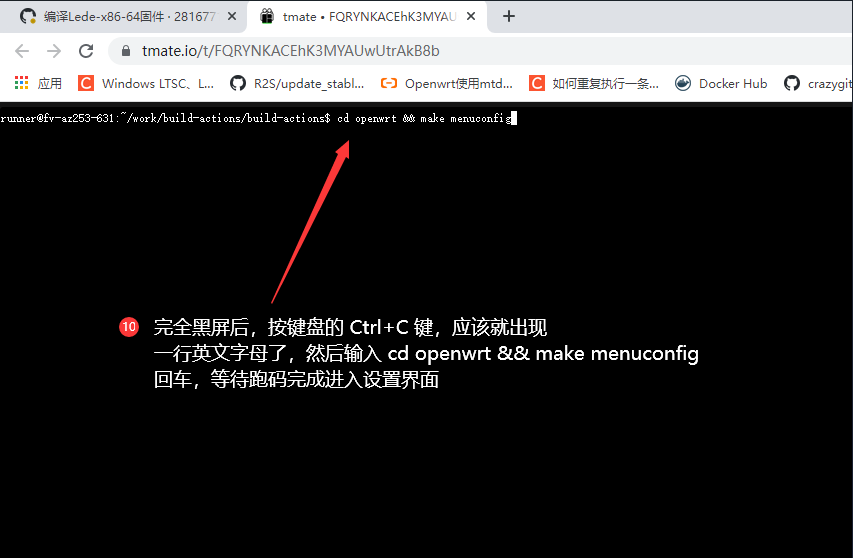 编译Lede-x86-64固件 · 281677
tmate • FQRYNKACEhK3MYAU
tmate.io/t/FQRYNKACEhK3MYAUwUtrAkB8b
应用
Windows LTSC、L...
R2S/update_stabl...
Openwrt使用mtd...
如何重复执行一条...
Docker Hub
crazygit
runner@fv-az253-631:~/work/build-actions/build-actions$ cd openwrt && make menuconfig
10
完全黑屏后，按键盘的 Ctrl+C 键，应该就出现
一行英文字母了，然后输入 cd openwrt && make menuconfig
回车，等待跑码完成进入设置界面